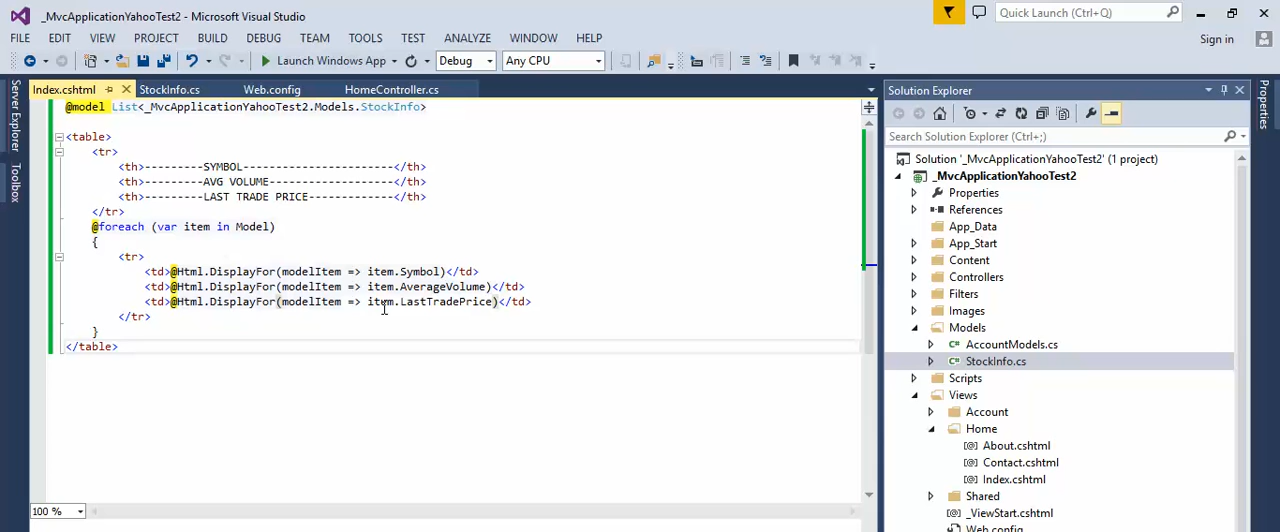 _MvcApplicationYahooTest2 - Microsoft Visual Studio
Quick Launch (Ctrl+Q)
FILE EDIT VIEW PROJECT BUILD DEBUG TEAM TOOLS TEST ANALYZE WINDOW HELP
Sign in
Launch Windows App Debug Any CPU
Index.cshtml StockInfo.cs Web.config HomeController.cs
Server Explorer
Toolbox
@model List<_MvcApplicationYahooTest2.Models.StockInfo>
<table>
<tr>
<th>---------SYMBOL-----------------------</th>
<th>---------AVG VOLUME-------------------</th>
<th>---------LAST TRADE PRICE-------------</th>
</tr>
@foreach (var item in Model)
{
<tr>
<td>@Html.DisplayFor(modelItem => item.Symbol)</td>
<td>@Html.DisplayFor(modelItem => item.AverageVolume)</td>
<td>@Html.DisplayFor(modelItem => item.LastTradePrice)</td>
</tr>
}
</table>
100 %
Solution Explorer
Search Solution Explorer (Ctrl+;)
Solution '_MvcApplicationYahooTest2' (1 project)
_MvcApplicationYahooTest2
Properties
References
App_Data
App_Start
Content
Controllers
Filters
Images
Models
AccountModels.cs
StockInfo.cs
Scripts
Views
Account
Home
About.cshtml
Contact.cshtml
Index.cshtml
Shared
_ViewStart.cshtml
Web.config
Properties